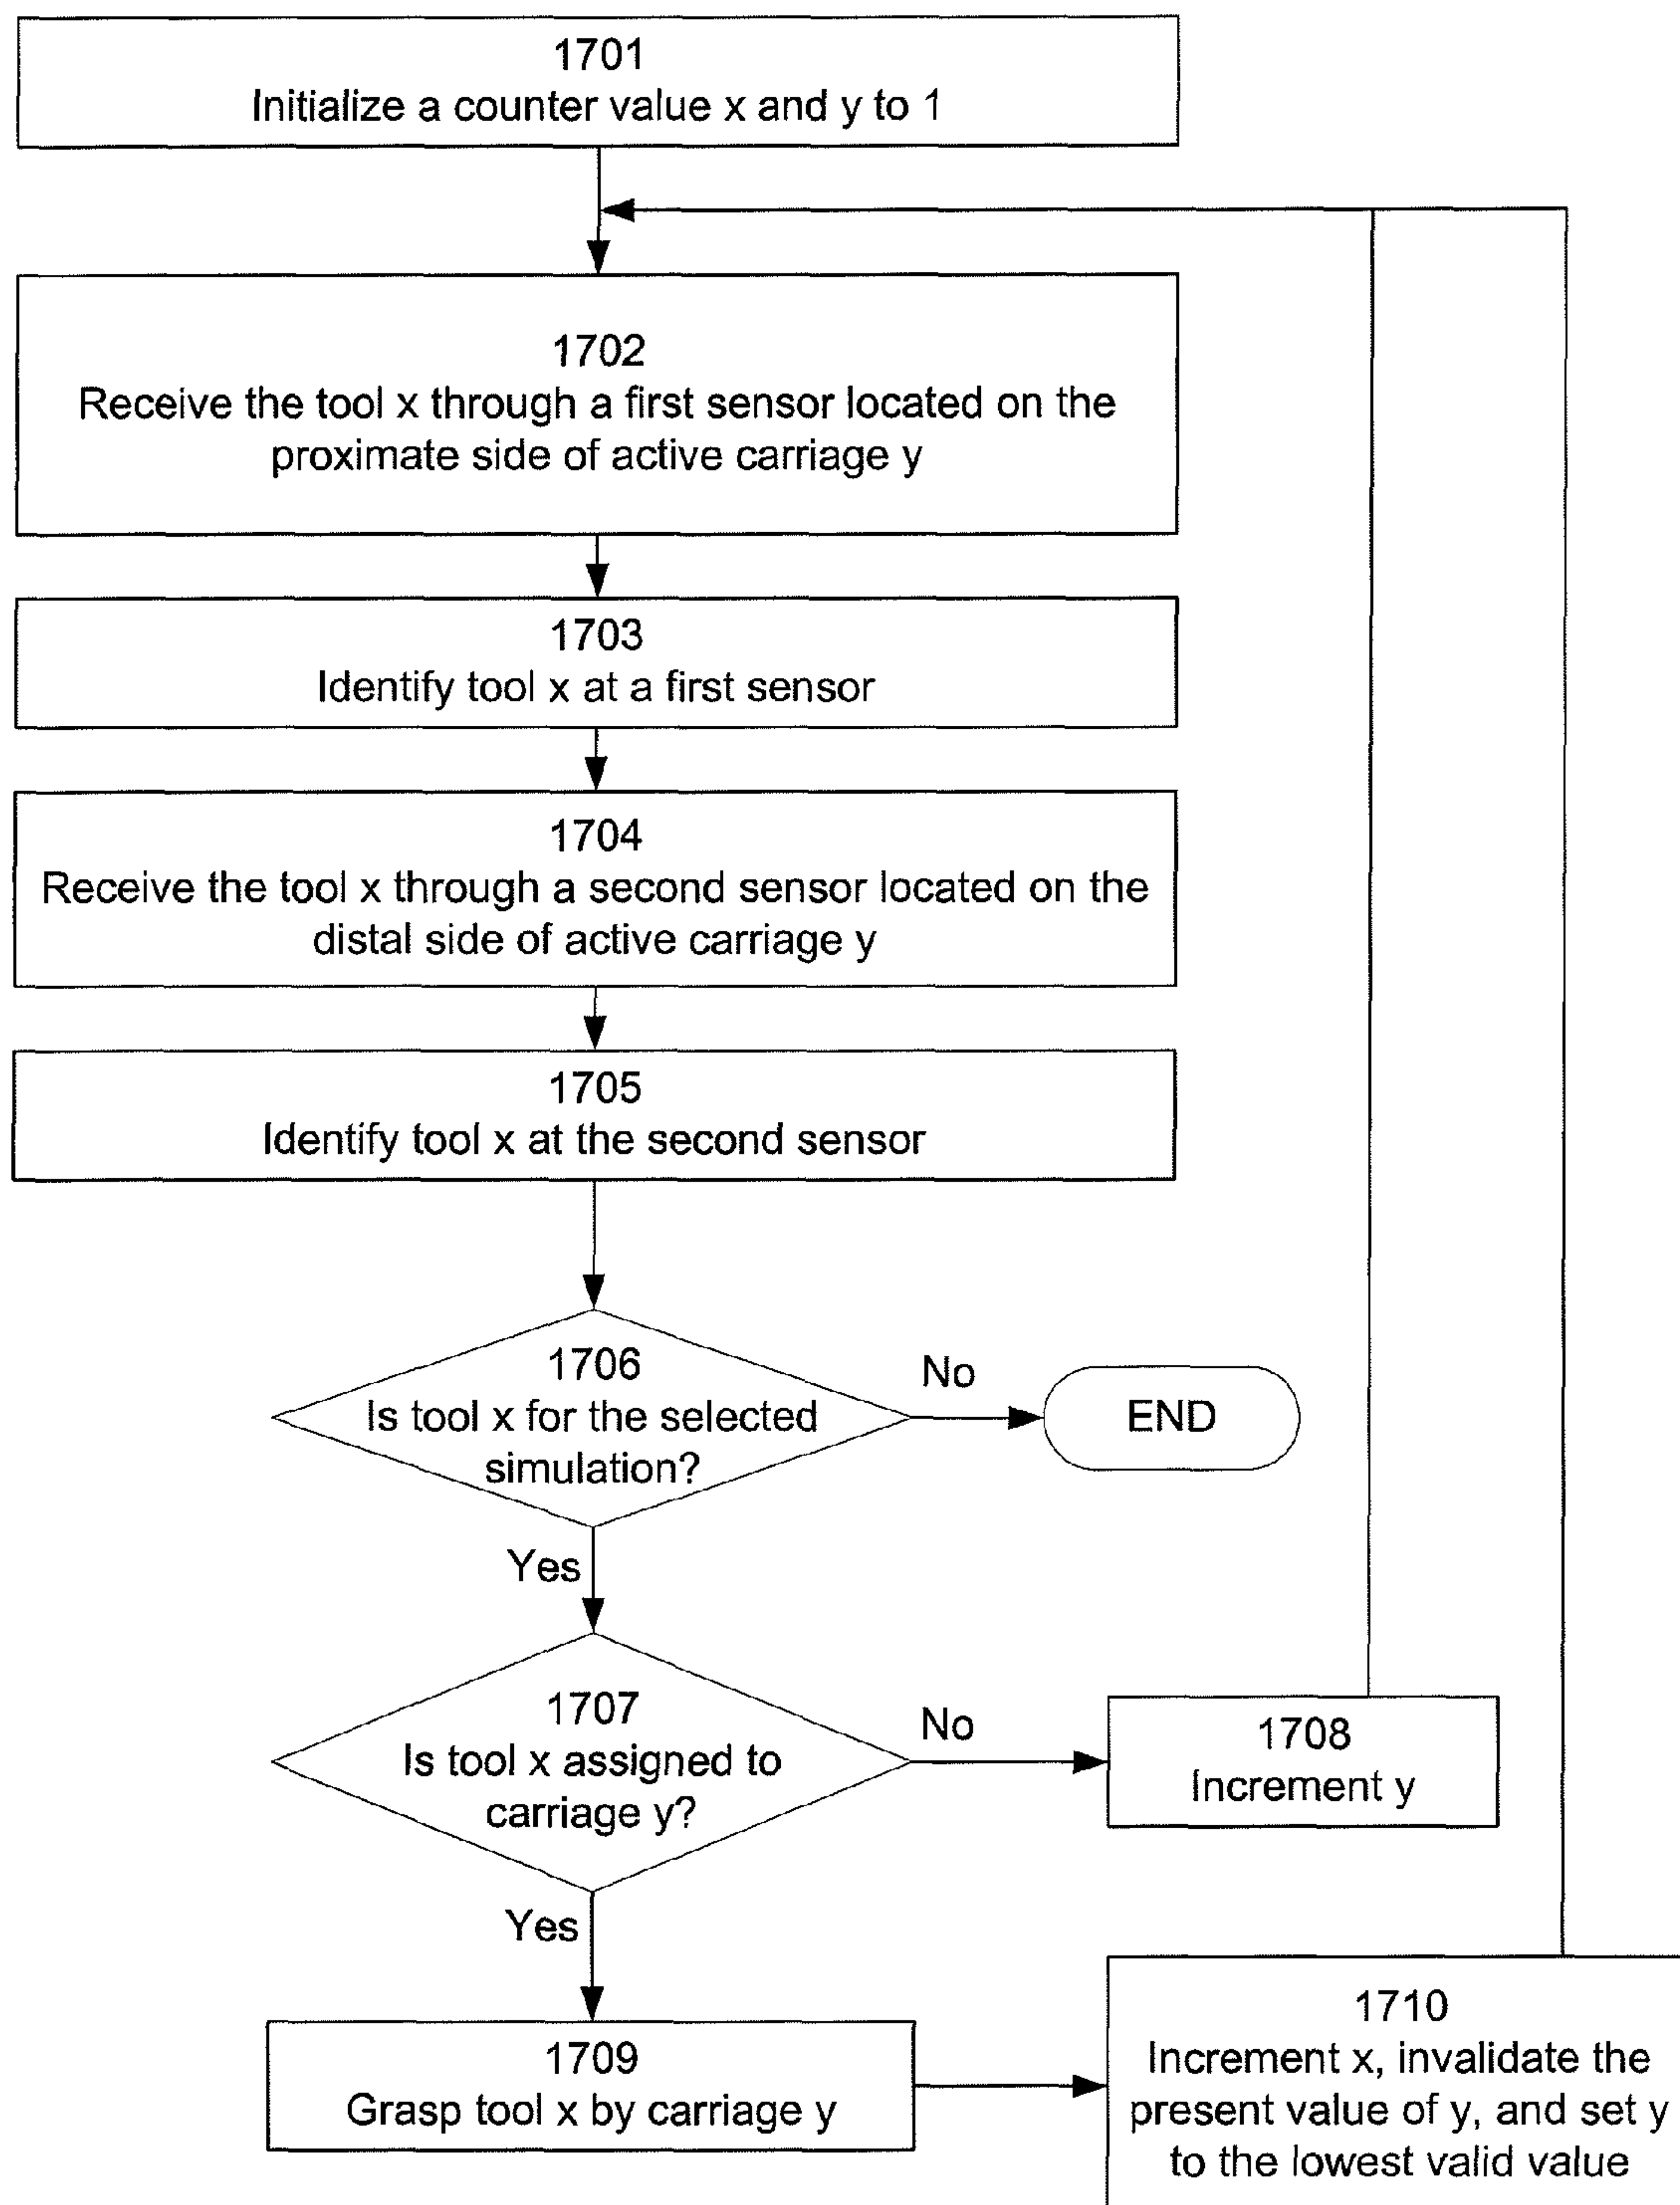 1701
Initialize a counter value x and y to 1
1702
Receive the tool x through a first sensor located on the
proximate side of active carriage y
1703
Identify tool x at a first sensor
1704
Receive the tool x through a second sensor located on the
distal side of active carriage y
1705
Identify tool x at the second sensor
1706
Is tool x for the selected
simulation?
No
END
Yes
1707
Is tool x assigned to
carriage y?
No
1708
Increment y
Yes
1709
Grasp tool x by carriage y
1710
Increment x, invalidate the
present value of y, and set y
to the lowest valid value